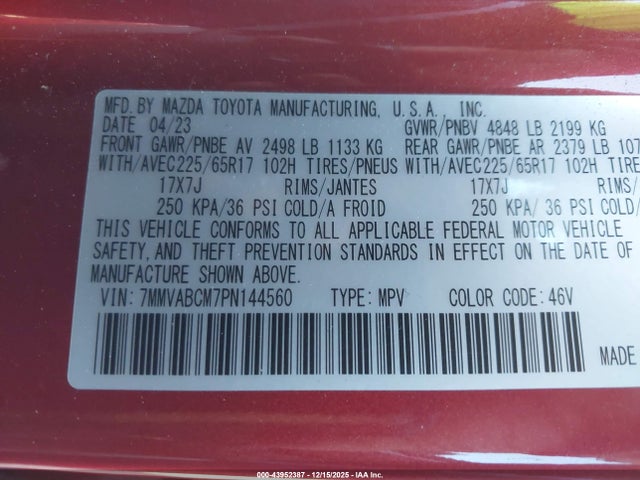 MFD. BY MAZDA TOYOTA MANUFACTURING, U.S.A., INC.
DATE 04/23 GVWR/PNBV 4848 LB 2199 KG
FRONT GAWR/PNBE AV 2498 LB 1133 KG REAR GAWR/PNBE AR 2379 LB 107
WITH/AVEC225/65R17 102H TIRES/PNEUS WITH/AVEC225/65R17 102H TIRES/
17X7J RIMS/JANTES 17X7J RIMS/
250 KPA/36 PSI COLD/A FROID 250 KPA/ 36 PSI COLD/
THIS VEHICLE CONFORMS TO ALL APPLICABLE FEDERAL MOTOR VEHICLE
SAFETY, AND THEFT PREVENTION STANDARDS IN EFFECT ON THE DATE OF
MANUFACTURE SHOWN ABOVE.
VIN: 7MMVABCM7PN144560 TYPE: MPV COLOR CODE: 46V
MADE
000-43952387 - 12/15/2025 - IAA Inc.